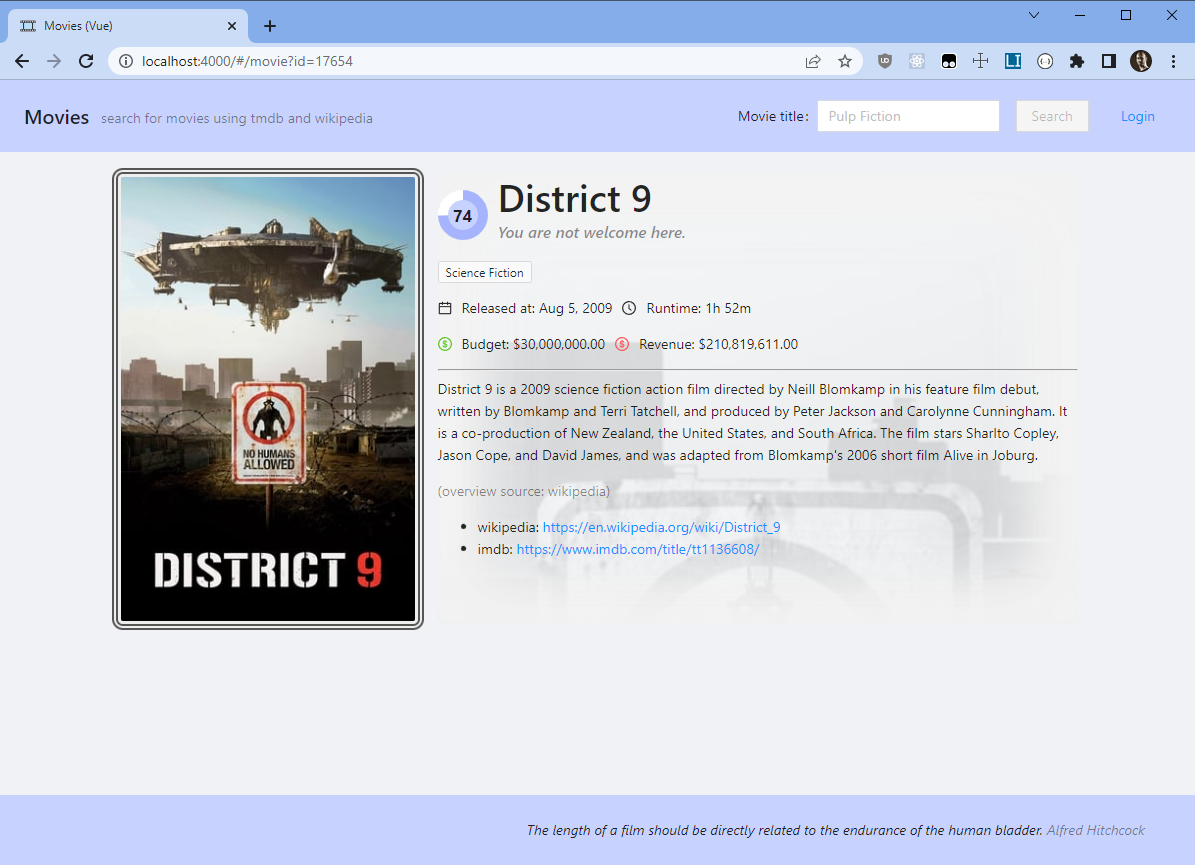 Movies (Vue)
localhost:4000/#/movie?id=17654
Movies search for movies using tmdb and wikipedia
Movie title: Pulp Fiction Search Login
74
District 9
You are not welcome here.
Science Fiction
Released at: Aug 5, 2009 Runtime: 1h 52m
Budget: $30,000,000.00 Revenue: $210,819,611.00
District 9 is a 2009 science fiction action film directed by Neill Blomkamp in his feature film debut,
written by Blomkamp and Terri Tatchell, and produced by Peter Jackson and Carolynne Cunningham. It
is a co-production of New Zealand, the United States, and South Africa. The film stars Sharlto Copley,
Jason Cope, and David James, and was adapted from Blomkamp's 2006 short film Alive in Joburg.
(overview source: wikipedia)
wikipedia: https://en.wikipedia.org/wiki/District_9
imdb: https://www.imdb.com/title/tt1136608/
NO HUMANS
ALLOWED
DISTRICT 9
The length of a film should be directly related to the endurance of the human bladder. Alfred Hitchcock